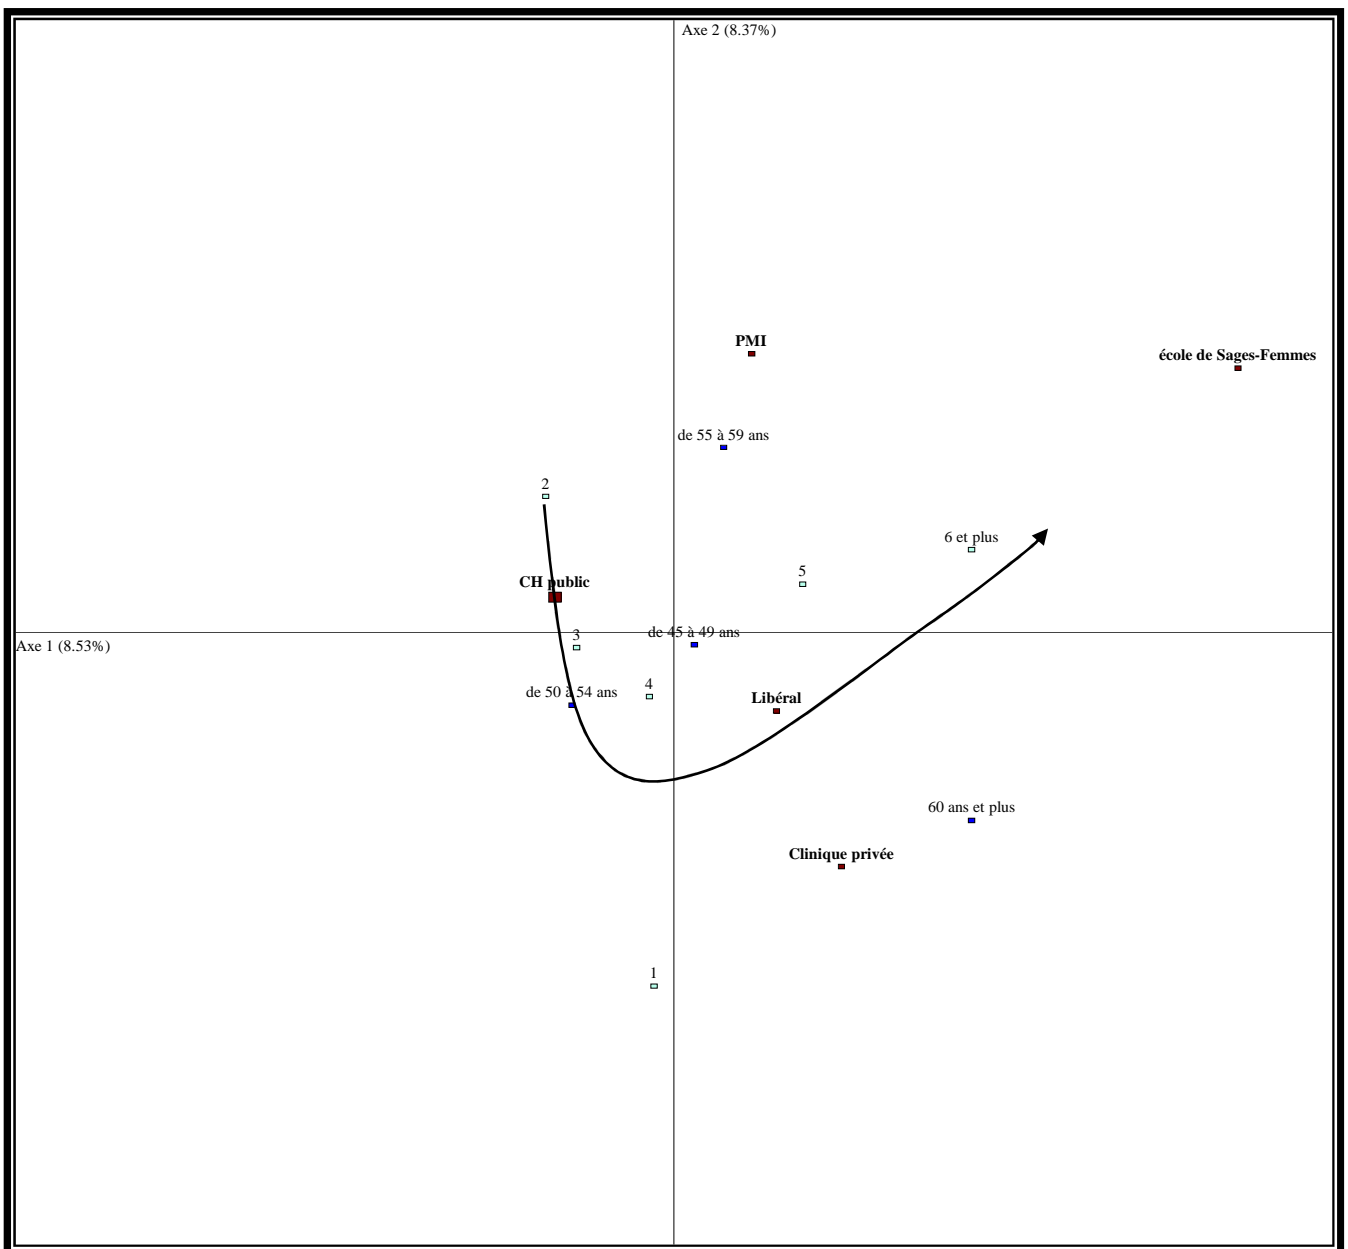 Axe 2 (8.37%)
PMI
école de Sages-Femmes
de 55 à 59 ans
2
6 et plus
5
CH public
de 45 à 49 ans
3
Axe 1 (8.53%)
4
de 50 à 54 ans
Libéral
60 ans et plus
Clinique privée
1